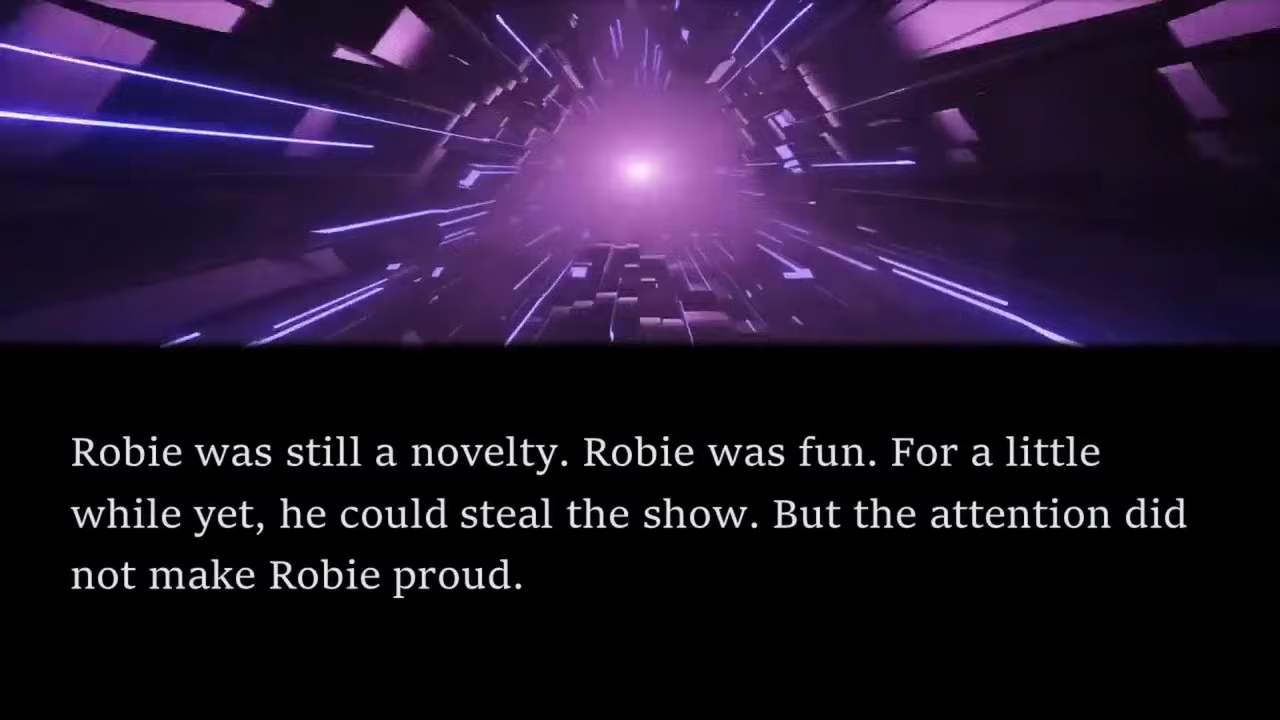 Robie was still a novelty. Robie was fun. For a little
while yet, he could steal the show. But the attention did
not make Robie proud.